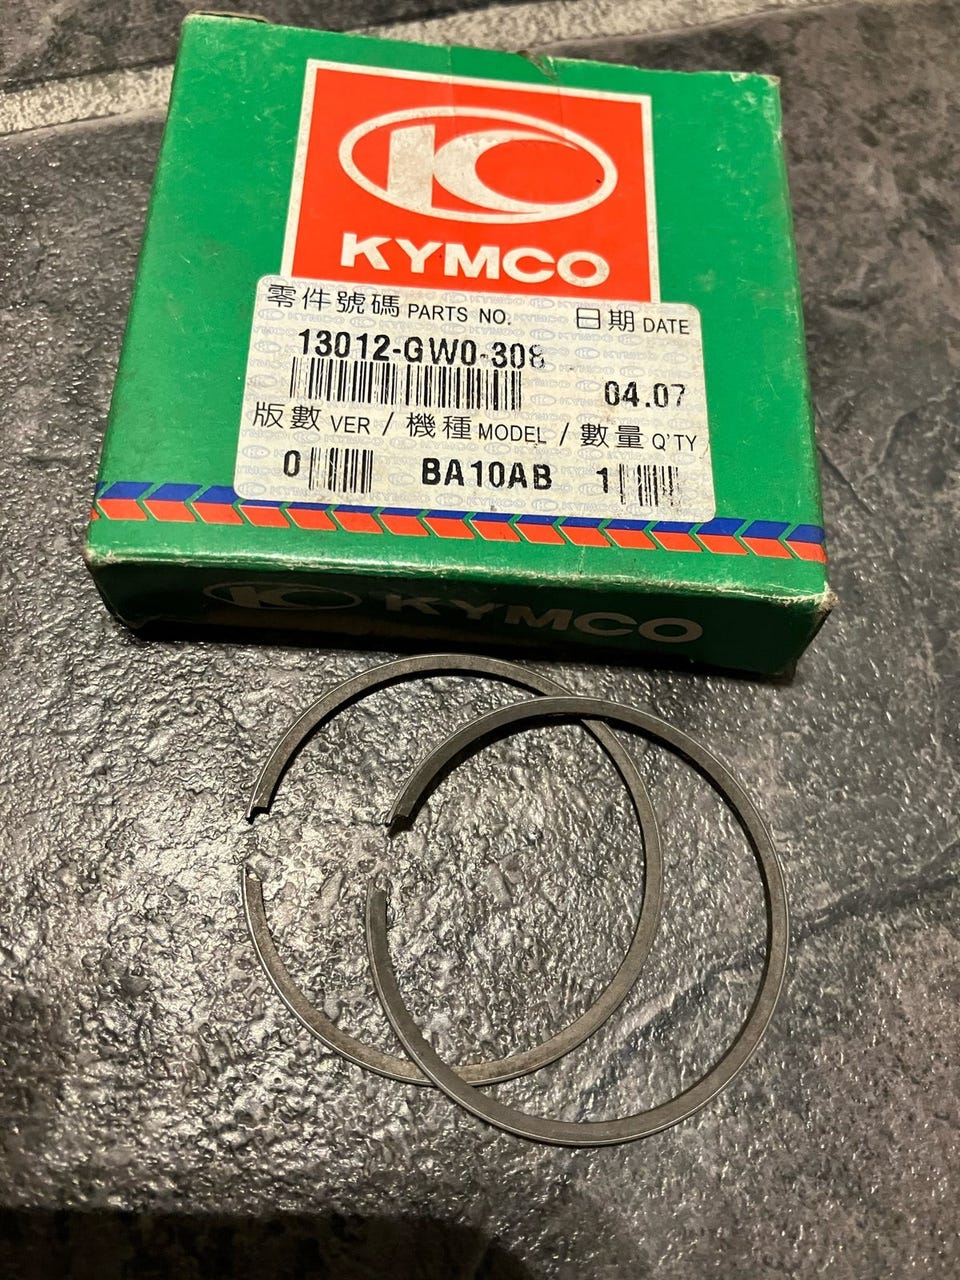 KYMCO
零件號碼 PARTS NO. 日期 DATE
13012-GW0-308 04.07
版數 VER / 機種 MODEL / 數量 Q'TY
0 BA10AB 1
KYMCO